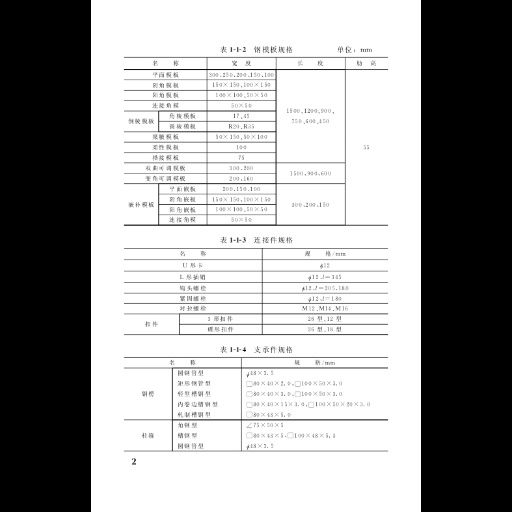 表 1-1-2 钢模板规格 单位：mm
名 称 宽 度 长 度 肋 高
平面模板 300、250、200、150、100 1500、1200、900、750、600、450 55
阴角模板 150×150、100×150
阳角模板 100×100、50×50
连接角模 50×50
倒棱模板 角棱模板 17、45
圆棱模板 R20、R35
梁腋模板 50×150、50×100
柔性模板 100
搭接模板 75
双曲可调模板 300、200 1500、900、600
变角可调模板 200、160
嵌补模板 平面嵌板 200、150、100 300、200、150
阴角嵌板 150×150、100×150
阳角嵌板 100×100、50×50
连接角模 50×50
表 1-1-3 连接件规格
名 称 规 格/mm
U 形卡 φ12
L 形插销 φ12、l=345
钩头螺栓 φ12、l=205、180
紧固螺栓 φ12、l=180
对拉螺栓 M12、M14、M16
扣件 3 形扣件 26 型、12 型
碟形扣件 26 型、18 型
表 1-1-4 支承件规格
名 称 规 格/mm
钢楞 圆钢管型 φ48×3.5
矩形钢管型 □80×40×2.0、□100×50×3.0
轻型槽钢型 □80×40×3.0、□100×50×3.0
内卷边槽钢型 □80×40×15×3.0、□100×50×20×3.0
轧制槽钢型 □80×43×5.0
柱箍 角钢型 ∠75×50×5
槽钢型 □80×43×5、□100×48×5.3
圆钢管型 φ48×3.5
2